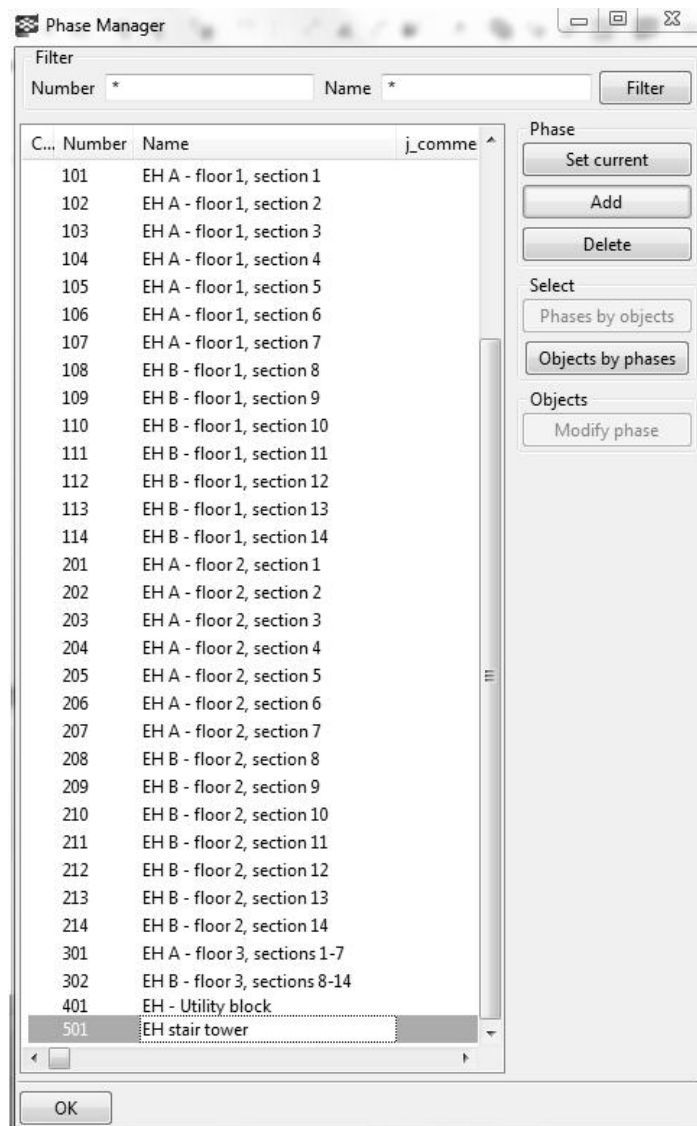 Phase Manager
Filter
Number * Name * Filter
C... Number Name j_comme
101 EH A - floor 1, section 1
102 EH A - floor 1, section 2
103 EH A - floor 1, section 3
104 EH A - floor 1, section 4
105 EH A - floor 1, section 5
106 EH A - floor 1, section 6
107 EH A - floor 1, section 7
108 EH B - floor 1, section 8
109 EH B - floor 1, section 9
110 EH B - floor 1, section 10
111 EH B - floor 1, section 11
112 EH B - floor 1, section 12
113 EH B - floor 1, section 13
114 EH B - floor 1, section 14
201 EH A - floor 2, section 1
202 EH A - floor 2, section 2
203 EH A - floor 2, section 3
204 EH A - floor 2, section 4
205 EH A - floor 2, section 5
206 EH A - floor 2, section 6
207 EH A - floor 2, section 7
208 EH B - floor 2, section 8
209 EH B - floor 2, section 9
210 EH B - floor 2, section 10
211 EH B - floor 2, section 11
212 EH B - floor 2, section 12
213 EH B - floor 2, section 13
214 EH B - floor 2, section 14
301 EH A - floor 3, sections 1-7
302 EH B - floor 3, sections 8-14
401 EH - Utility block
501 EH stair tower
Phase
Set current
Add
Delete
Select
Phases by objects
Objects by phases
Objects
Modify phase
OK